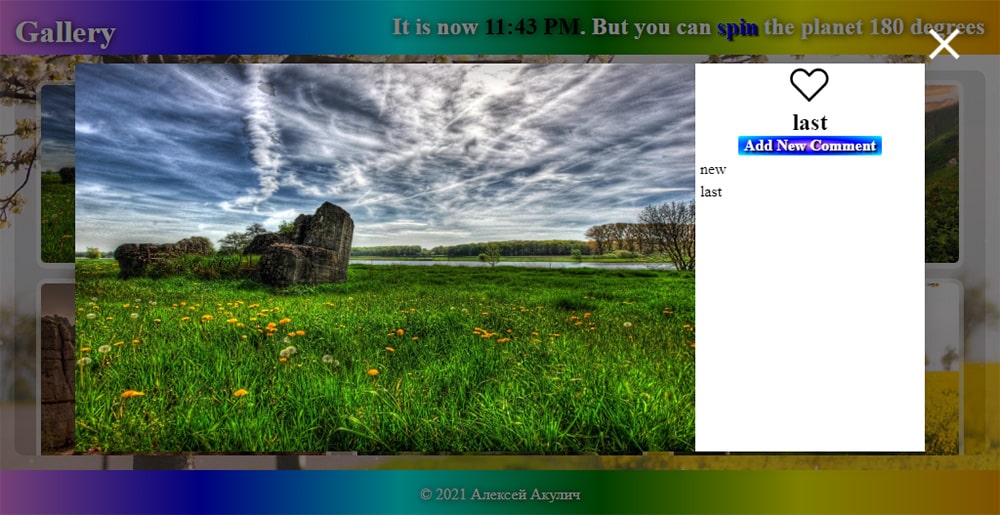 Gallery
It is now 11:43 PM. But you can spin the planet 180 degrees
last
Add New Comment
new
last
© 2021 Алексей Акулич